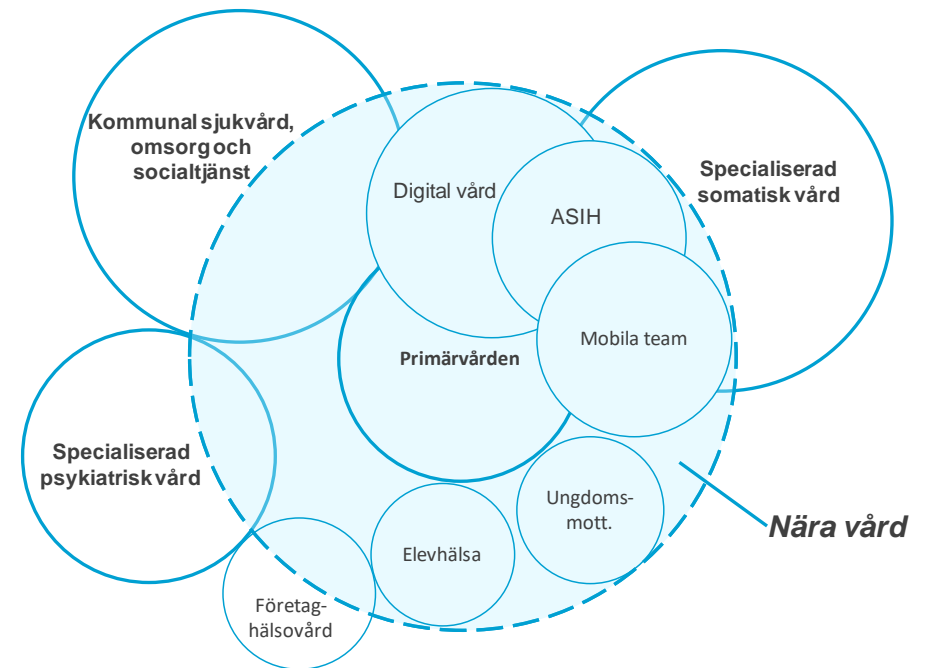 Kommunal sjukvård,
omsorg och
socialtjänst
Digital vård
ASIH
Specialiserad
somatisk vård
Mobila team
Primärvården
Specialiserad
psykiatrisk vård
Ungdoms-
mott.
Nära vård
Elevhälsa
Företag-
hälsovård